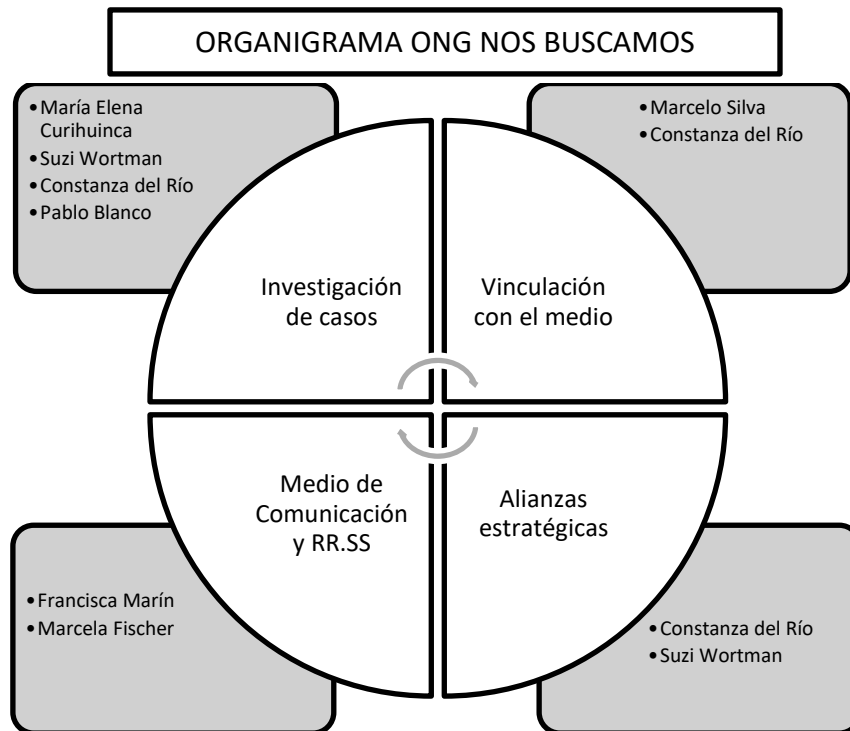 ORGANIGRAMA ONG NOS BUSCAMOS
•María Elena
Curihuinca
•Suzi Wortman
•Constanza del Río
•Pablo Blanco
•Marcelo Silva
•Constanza del Río
Investigación
de casos
Vinculación
con el medio
Medio de
Comunicación
y RR.SS
Alianzas
estratégicas
•Francisca Marín
•Marcela Fischer
•Constanza del Río
•Suzi Wortman